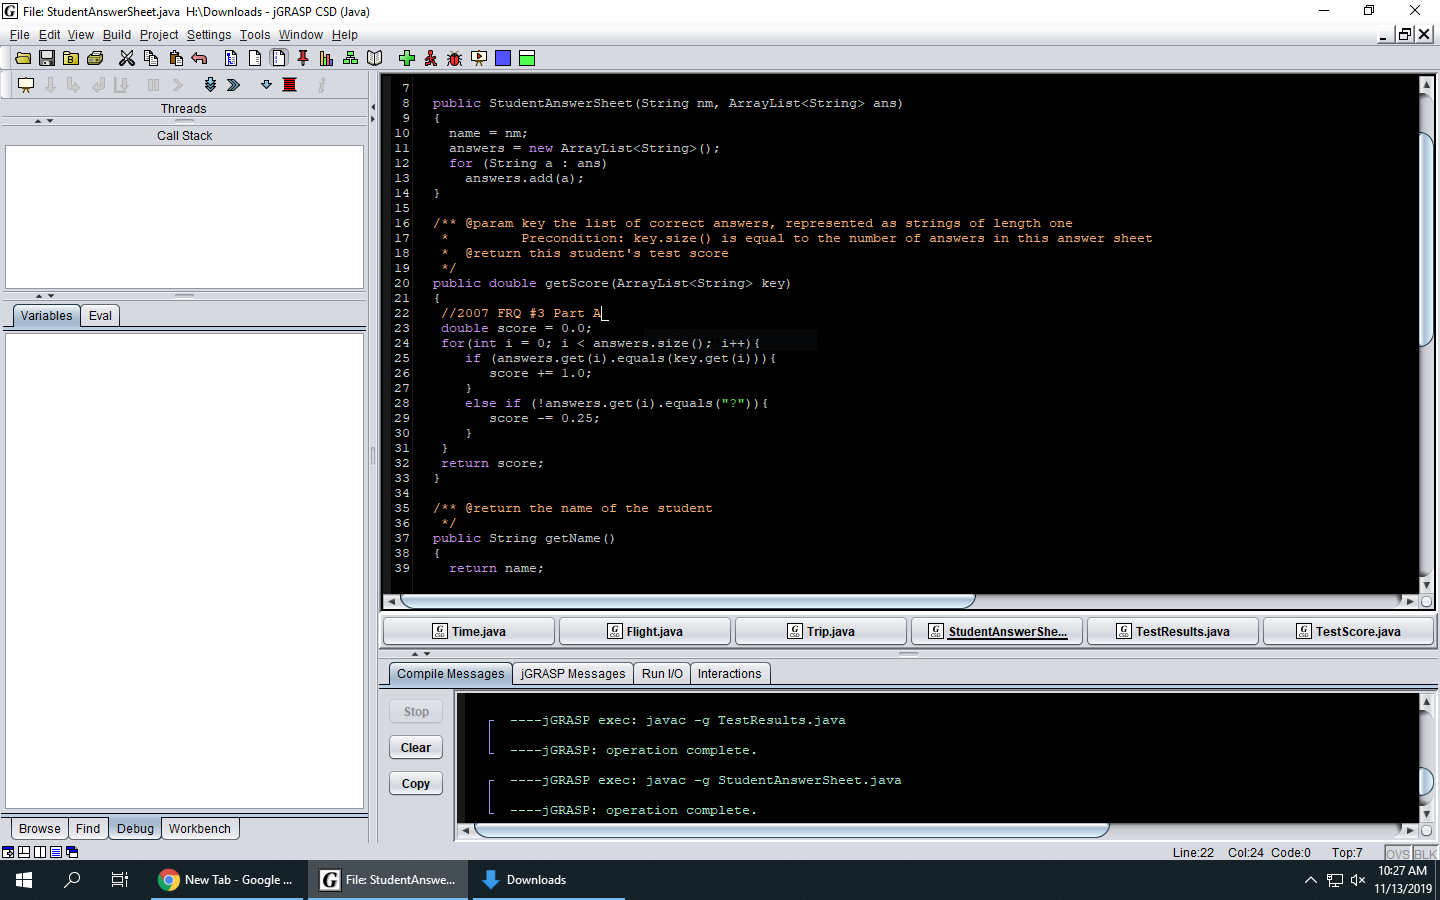 File: StudentAnswerSheet.java  H:\Downloads - jGRASP CSD (Java)
File Edit View Build Project Settings Tools Window Help
Threads
Call Stack
Variables Eval
Browse Find Debug Workbench
7
8 public StudentAnswerSheet(String nm, ArrayList<String> ans)
9 {
10 name = nm;
11 answers = new ArrayList<String>();
12 for (String a : ans)
13 answers.add(a);
14 }
15
16 /** @param key the list of correct answers, represented as strings of length one
17 * Precondition: key.size() is equal to the number of answers in this answer sheet
18 * @return this student's test score
19 */
20 public double getScore(ArrayList<String> key)
21 {
22 //2007 FRQ #3 Part A
23 double score = 0.0;
24 for(int i = 0; i < answers.size(); i++){
25 if (answers.get(i).equals(key.get(i))){
26 score += 1.0;
27 }
28 else if (!answers.get(i).equals("?")){
29 score -= 0.25;
30 }
31 }
32 return score;
33 }
34
35 /** @return the name of the student
36 */
37 public String getName()
38 {
39 return name;
Time.java Flight.java Trip.java StudentAnswerShe... TestResults.java TestScore.java
Compile Messages jGRASP Messages Run I/O Interactions
Stop
Clear
Copy
----jGRASP exec: javac -g TestResults.java
----jGRASP: operation complete.
----jGRASP exec: javac -g StudentAnswerSheet.java
----jGRASP: operation complete.
Line:22 Col:24 Code:0 Top:7 OVS BLK
New Tab - Google ... File: StudentAnswe... Downloads
10:27 AM
11/13/2019